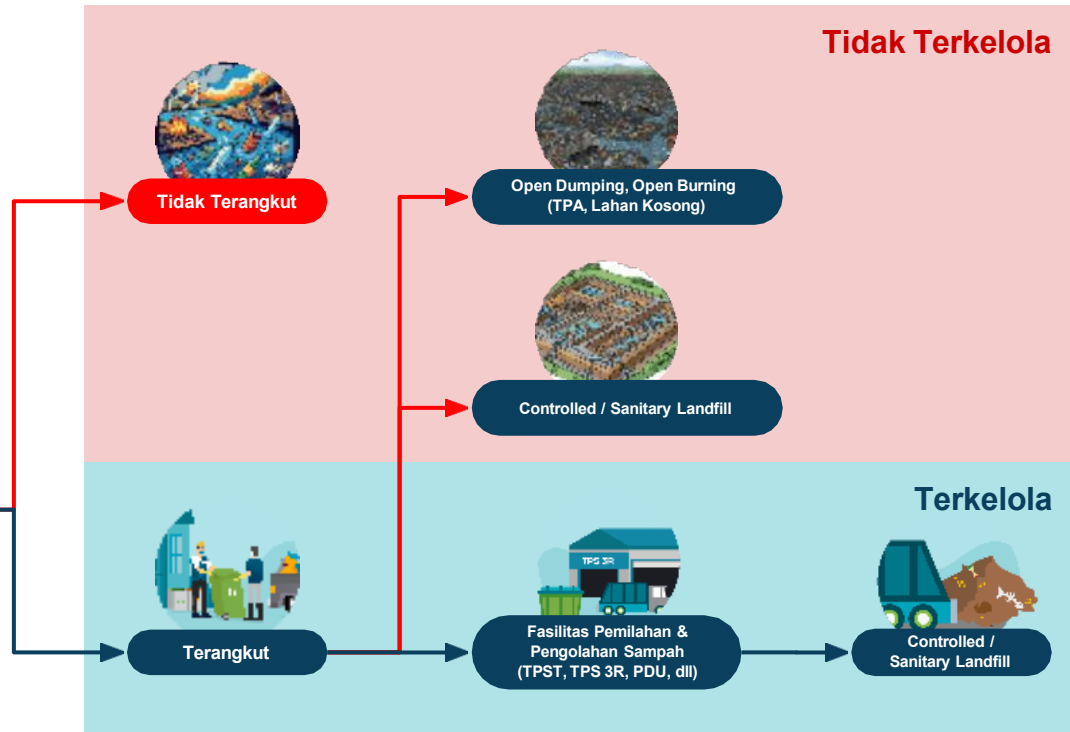 Tidak Terkelola
Tidak Terangkut
Open Dumping, Open Burning
(TPA, Lahan Kosong)
Controlled / Sanitary Landfill
Terkelola
TPS 3R
Terangkut
Fasilitas Pemilahan &
Pengolahan Sampah
(TPST, TPS 3R, PDU, dll)
Controlled /
Sanitary Landfill